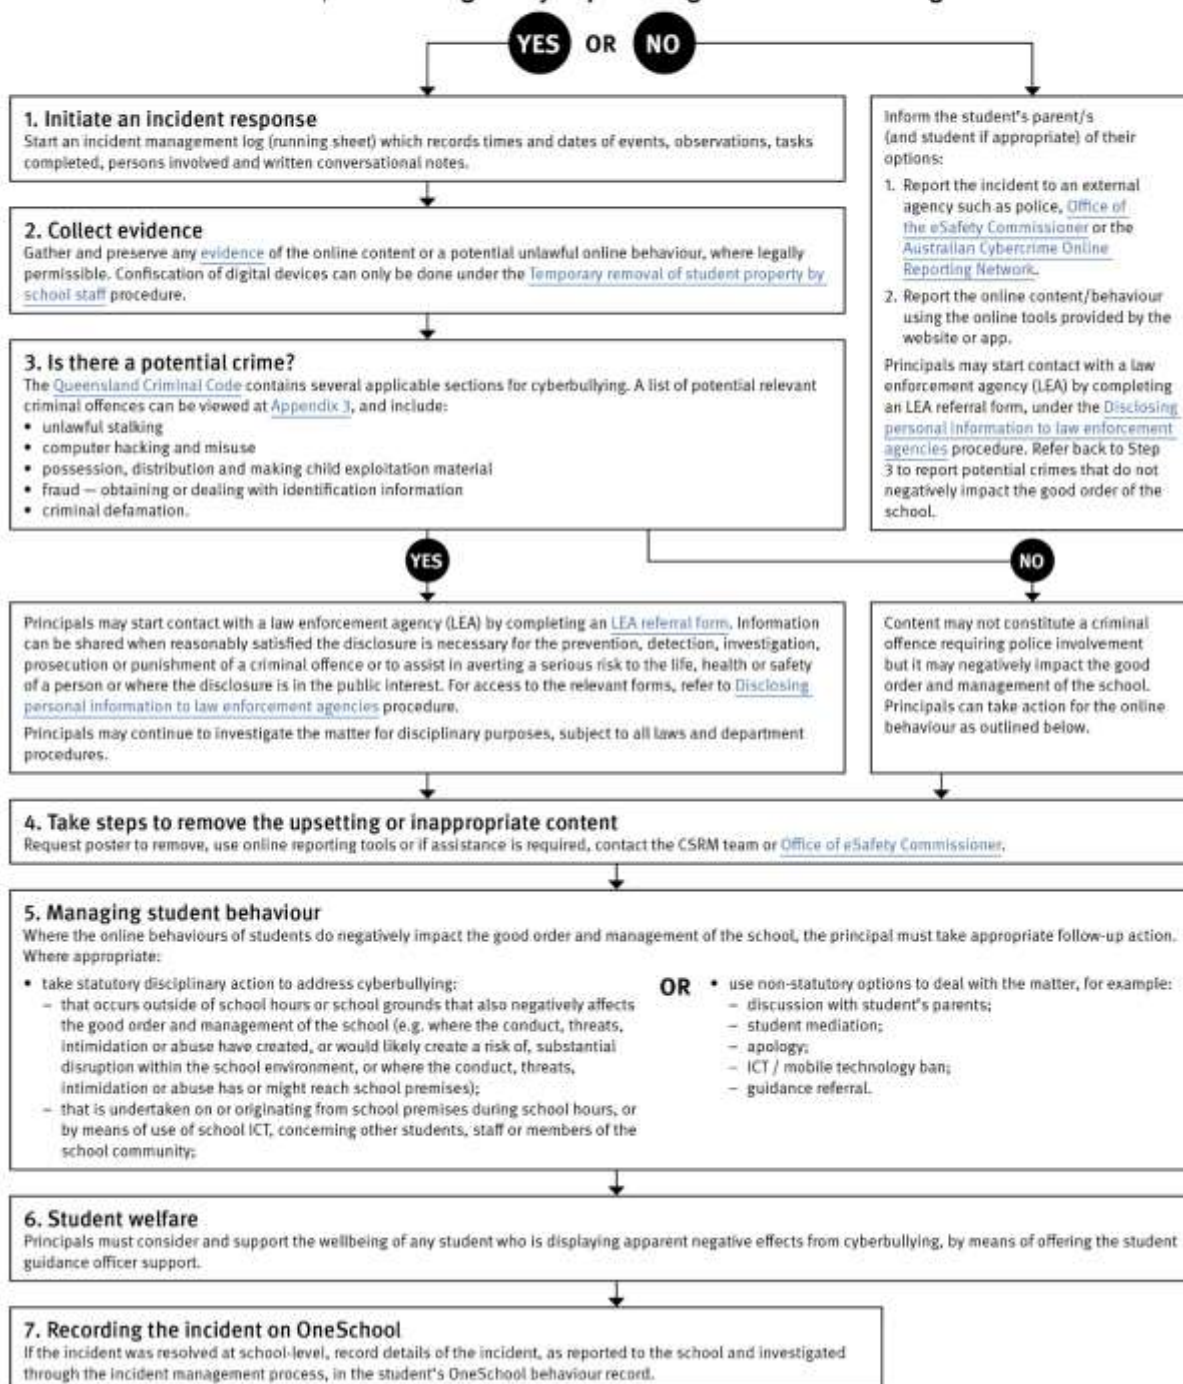 YES OR NO
1. Initiate an incident response
Start an incident management log (running sheet) which records times and dates of events, observations, tasks
completed, persons involved and written conversational notes.
Inform the student's parent/s
(and student if appropriate) of their
options:
1. Report the incident to an external
agency such as police, Office of
the eSafety Commissioner or the
Australian Cybercrime Online
Reporting Network.
2. Report the online content/behaviour
using the online tools provided by the
website or app.
Principals may start contact with a law
enforcement agency (LEA) by completing
an LEA referral form, under the Disclosing
personal information to law enforcement
agencies procedure. Refer back to Step
3 to report potential crimes that do not
negatively impact the good order of the
school.
2. Collect evidence
Gather and preserve any evidence of the online content or a potential unlawful online behaviour, where legally
permissible. Confiscation of digital devices can only be done under the Temporary removal of student property by
school staff procedure.
3. Is there a potential crime?
The Queensland Criminal Code contains several applicable sections for cyberbullying. A list of potential relevant
criminal offences can be viewed at Appendix 3, and include:
• unlawful stalking
• computer hacking and misuse
• possession, distribution and making child exploitation material
• fraud — obtaining or dealing with identification information
• criminal defamation.
YES
NO
Principals may start contact with a law enforcement agency (LEA) by completing an LEA referral form. Information
can be shared when reasonably satisfied the disclosure is necessary for the prevention, detection, investigation,
prosecution or punishment of a criminal offence or to assist in averting a serious risk to the life, health or safety
of a person or where the disclosure is in the public interest. For access to the relevant forms, refer to Disclosing
personal information to law enforcement agencies procedure.
Principals may continue to investigate the matter for disciplinary purposes, subject to all laws and department
procedures.
Content may not constitute a criminal
offence requiring police involvement
but it may negatively impact the good
order and management of the school.
Principals can take action for the online
behaviour as outlined below.
4. Take steps to remove the upsetting or inappropriate content
Request poster to remove, use online reporting tools or if assistance is required, contact the CSRM team or Office of eSafety Commissioner.
5. Managing student behaviour
Where the online behaviours of students do negatively impact the good order and management of the school, the principal must take appropriate follow-up action.
Where appropriate:
• take statutory disciplinary action to address cyberbullying:
– that occurs outside of school hours or school grounds that also negatively affects
the good order and management of the school (e.g. where the conduct, threats,
intimidation or abuse have created, or would likely create a risk of, substantial
disruption within the school environment, or where the conduct, threats,
intimidation or abuse has or might reach school premises);
– that is undertaken on or originating from school premises during school hours, or
by means of use of school ICT, concerning other students, staff or members of the
school community;
OR
• use non-statutory options to deal with the matter, for example:
– discussion with student's parents;
– student mediation;
– apology;
– ICT / mobile technology ban;
– guidance referral.
6. Student welfare
Principals must consider and support the wellbeing of any student who is displaying apparent negative effects from cyberbullying, by means of offering the student
guidance officer support.
7. Recording the incident on OneSchool
If the incident was resolved at school-level, record details of the incident, as reported to the school and investigated
through the incident management process, in the student's OneSchool behaviour record.